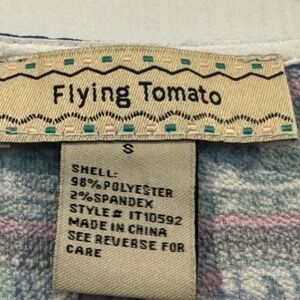 Flying Tomato
S
SHELL:
98% POLYESTER
2% SPANDEX
STYLE# IT10592
MADE IN CHINA
SEE REVERSE FOR
CARE